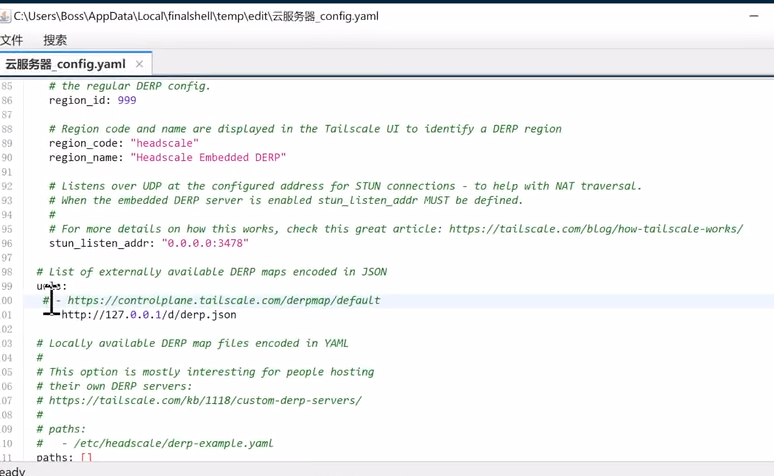 C:\Users\Boss\AppData\Local\finalshell\temp\edit\云服务器_config.yaml
文件 搜索
云服务器_config.yaml ×
85 # the regular DERP config.
86 region_id: 999
87
88 # Region code and name are displayed in the Tailscale UI to identify a DERP region
89 region_code: "headscale"
90 region_name: "Headscale Embedded DERP"
91
92 # Listens over UDP at the configured address for STUN connections - to help with NAT traversal.
93 # When the embedded DERP server is enabled stun_listen_addr MUST be defined.
94 #
95 # For more details on how this works, check this great article: https://tailscale.com/blog/how-tailscale-works/
96 stun_listen_addr: "0.0.0.0:3478"
97
98 # List of externally available DERP maps encoded in JSON
99
00 # - https://controlplane.tailscale.com/derpmap/default
01 http://127.0.0.1/d/derp.json
02
03 # Locally available DERP map files encoded in YAML
04 #
05 # This option is mostly interesting for people hosting
06 # their own DERP servers:
07 # https://tailscale.com/kb/1118/custom-derp-servers/
08 #
09 # paths:
10 # - /etc/headscale/derp-example.yaml
11 paths: []
eady